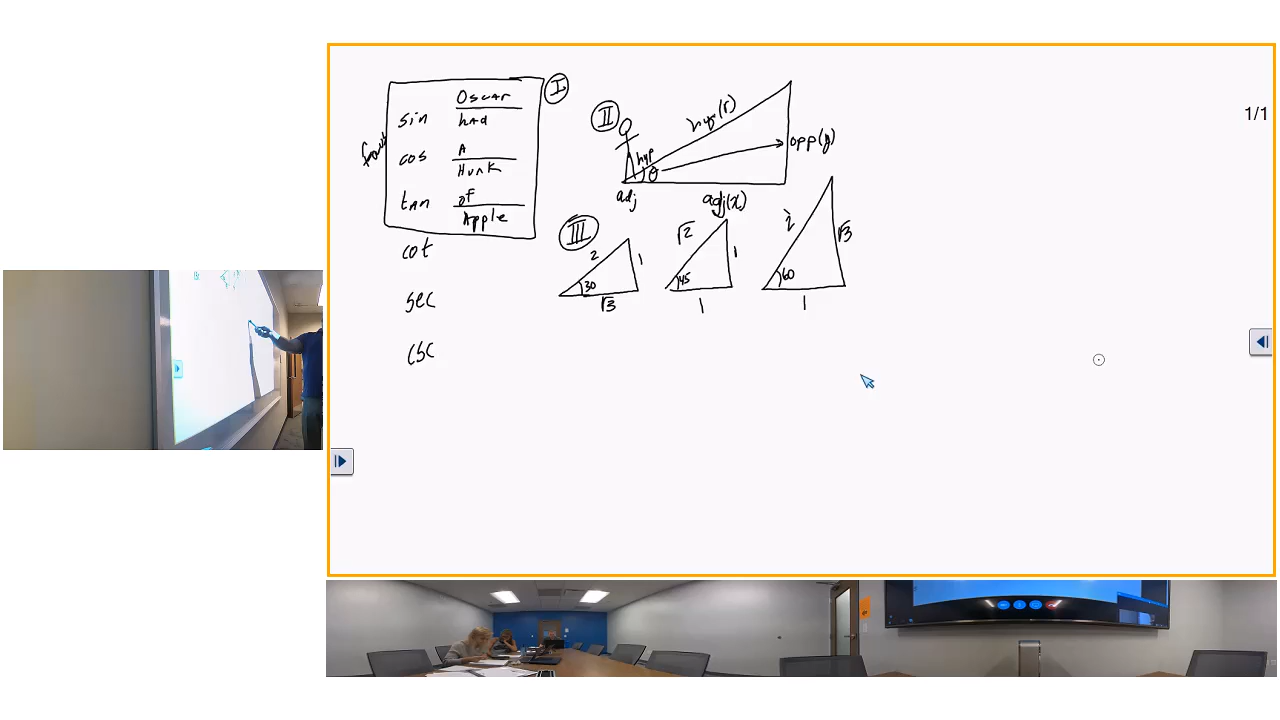 I
Oscar
sin had
A
cos Hunk
of
tan Apple
cot
sec
csc
II
hyp(r)
hyp
θ
opp(y)
adj
adj(x)
III
2
1
30
√3
√2
1
45
1
2
√3
60
1
1/1